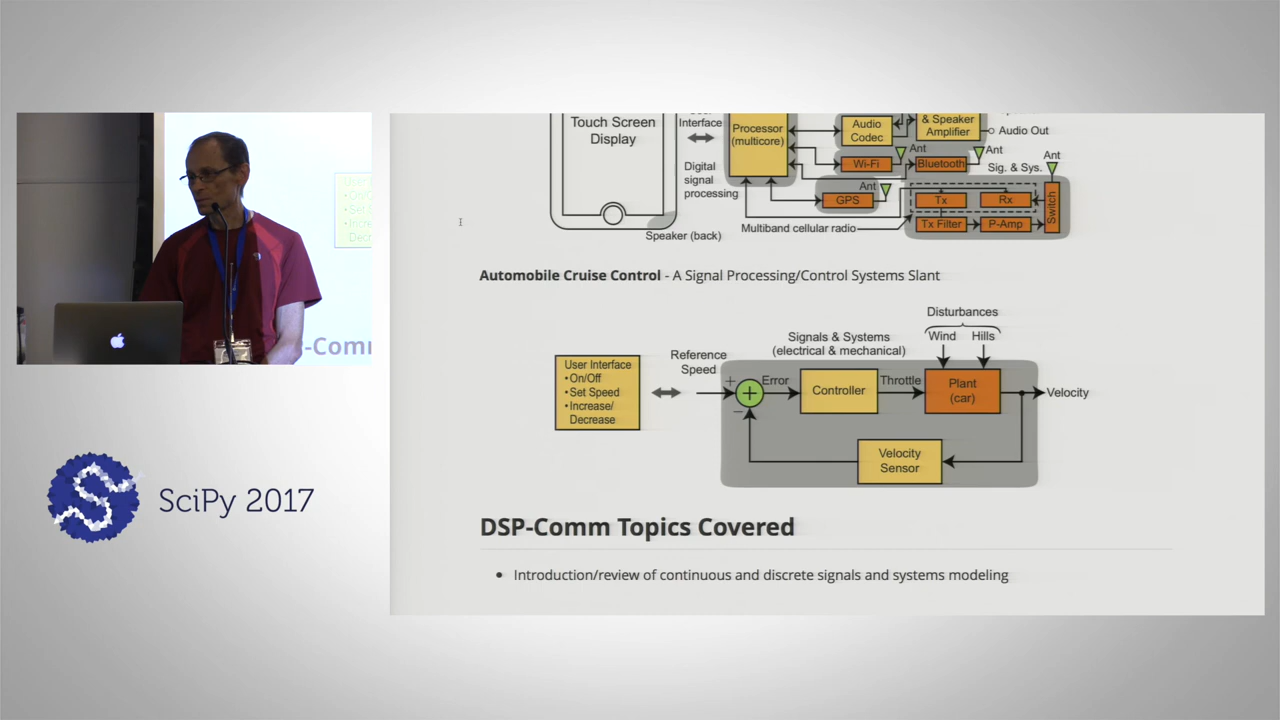 Touch Screen
Display
Interface
Digital
signal
processing
Speaker (back)
Processor
(multicore)
Audio
Codec
& Speaker
Amplifier
Audio Out
Wi-Fi
Ant
Bluetooth
Ant
Sig. & Sys.
Ant
GPS
Ant
Tx
Rx
Switch
Tx Filter
P-Amp
Multiband cellular radio
Automobile Cruise Control - A Signal Processing/Control Systems Slant
Disturbances
Wind
Hills
Signals & Systems
(electrical & mechanical)
Reference
Speed
User Interface
•On/Off
•Set Speed
•Increase/
Decrease
+
−
+
Error
Controller
Throttle
Plant
(car)
Velocity
Velocity
Sensor
DSP-Comm Topics Covered
• Introduction/review of continuous and discrete signals and systems modeling
S
SciPy 2017